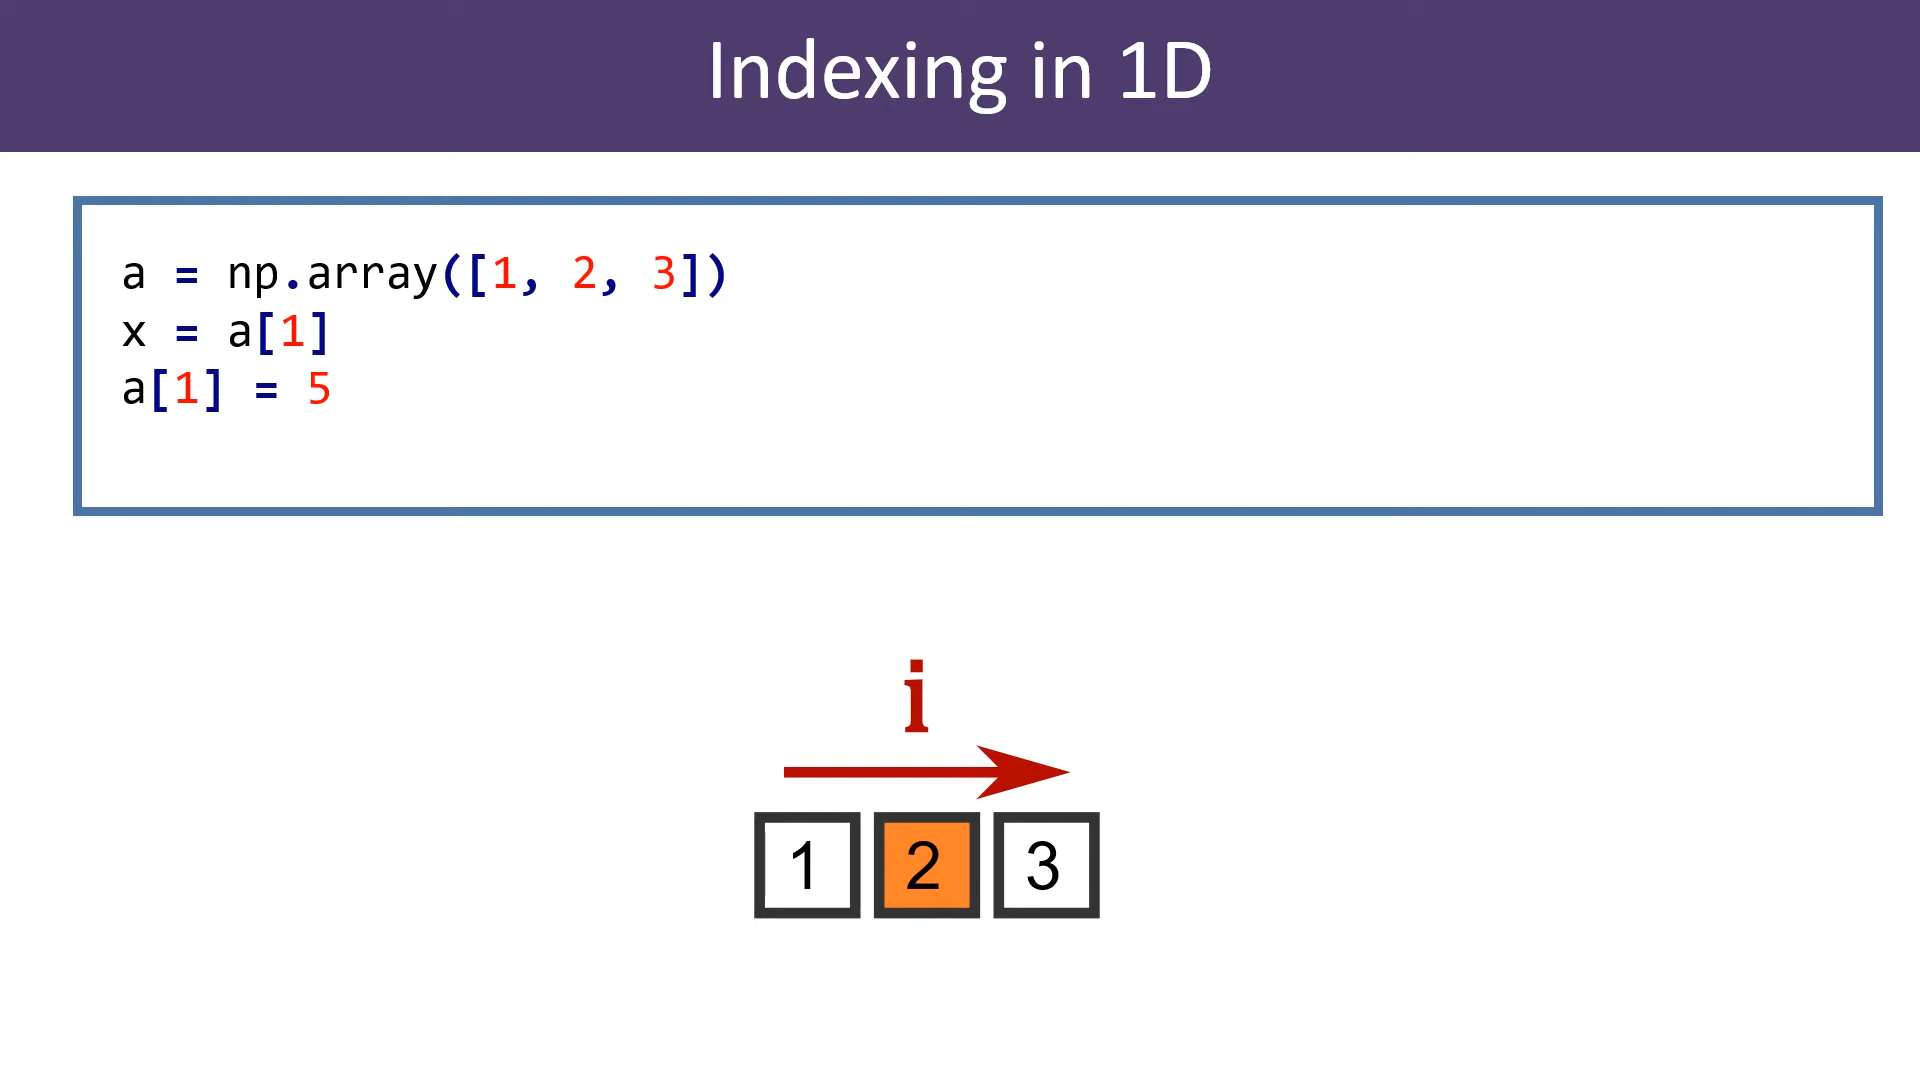 Indexing in 1D
a = np.array([1, 2, 3])
x = a[1]
a[1] = 5
i
1 2 3